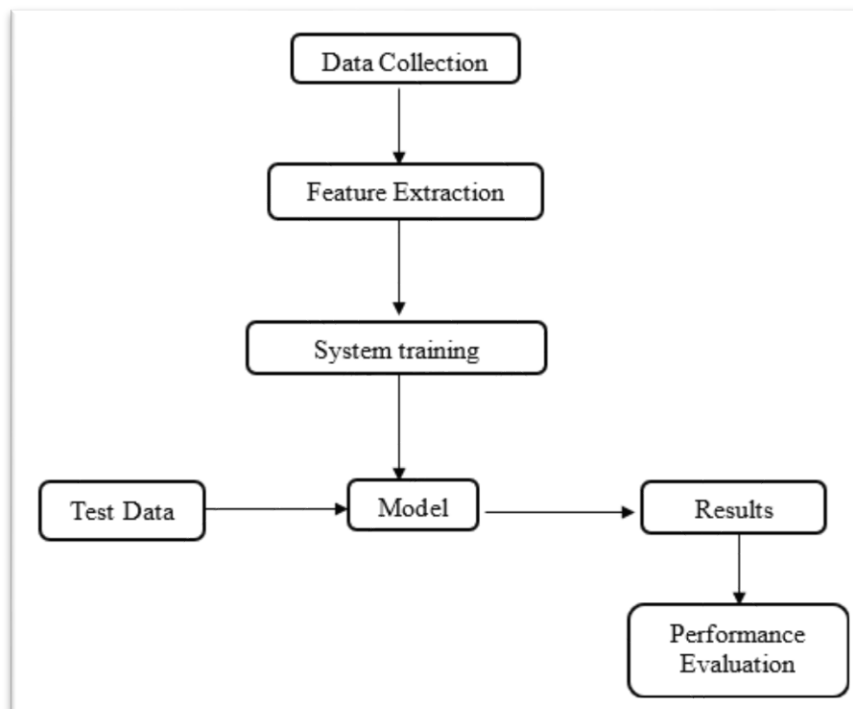 Data Collection
Feature Extraction
System training
Test Data
Model
Results
Performance
Evaluation